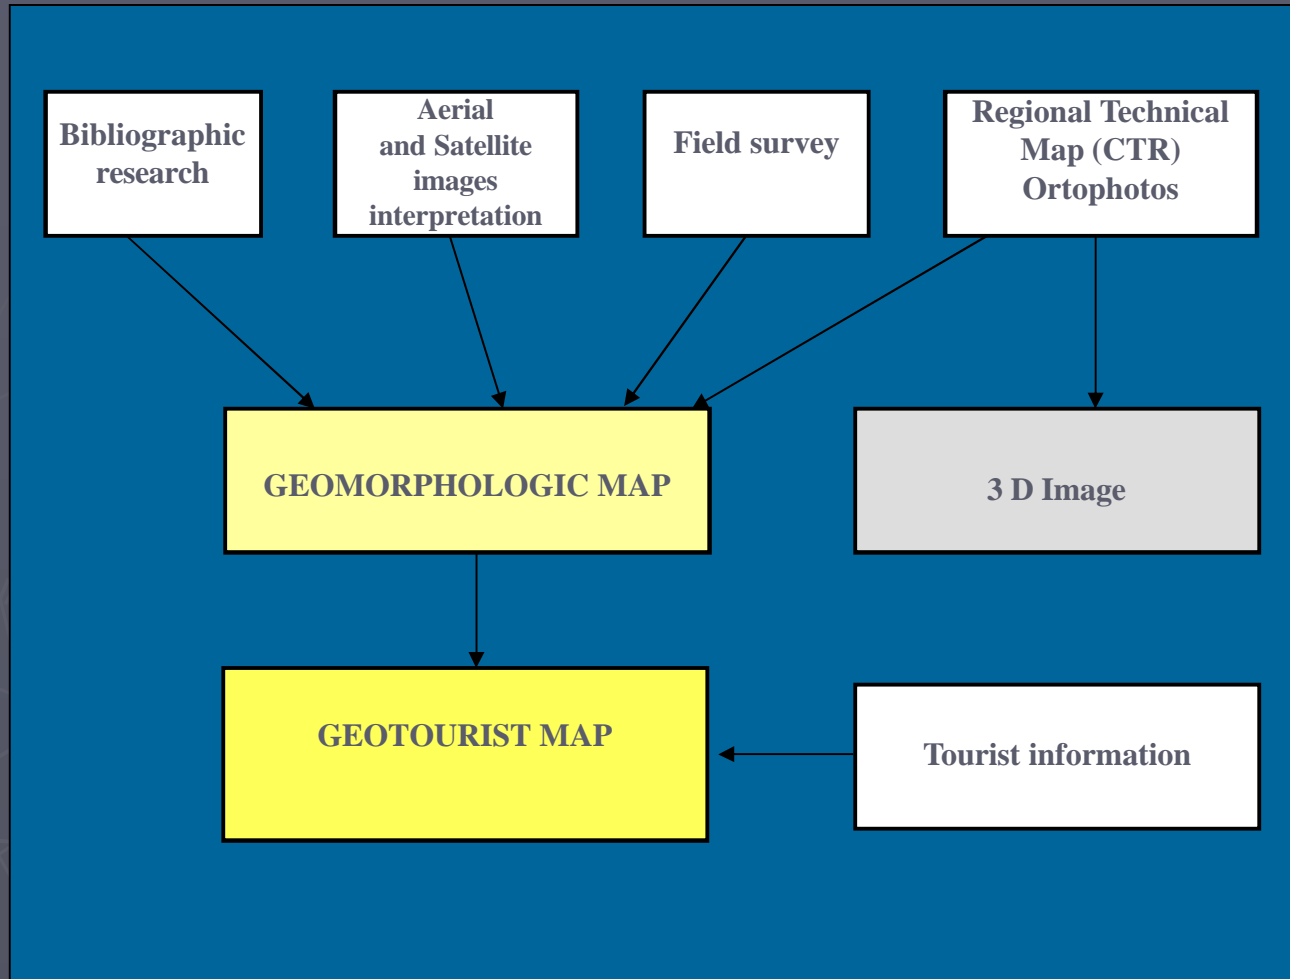 Bibliographic
research
Aerial
and Satellite
images
interpretation
Field survey
Regional Technical
Map (CTR)
Ortophotos
GEOMORPHOLOGIC MAP
3 D Image
GEOTOURIST MAP
Tourist information